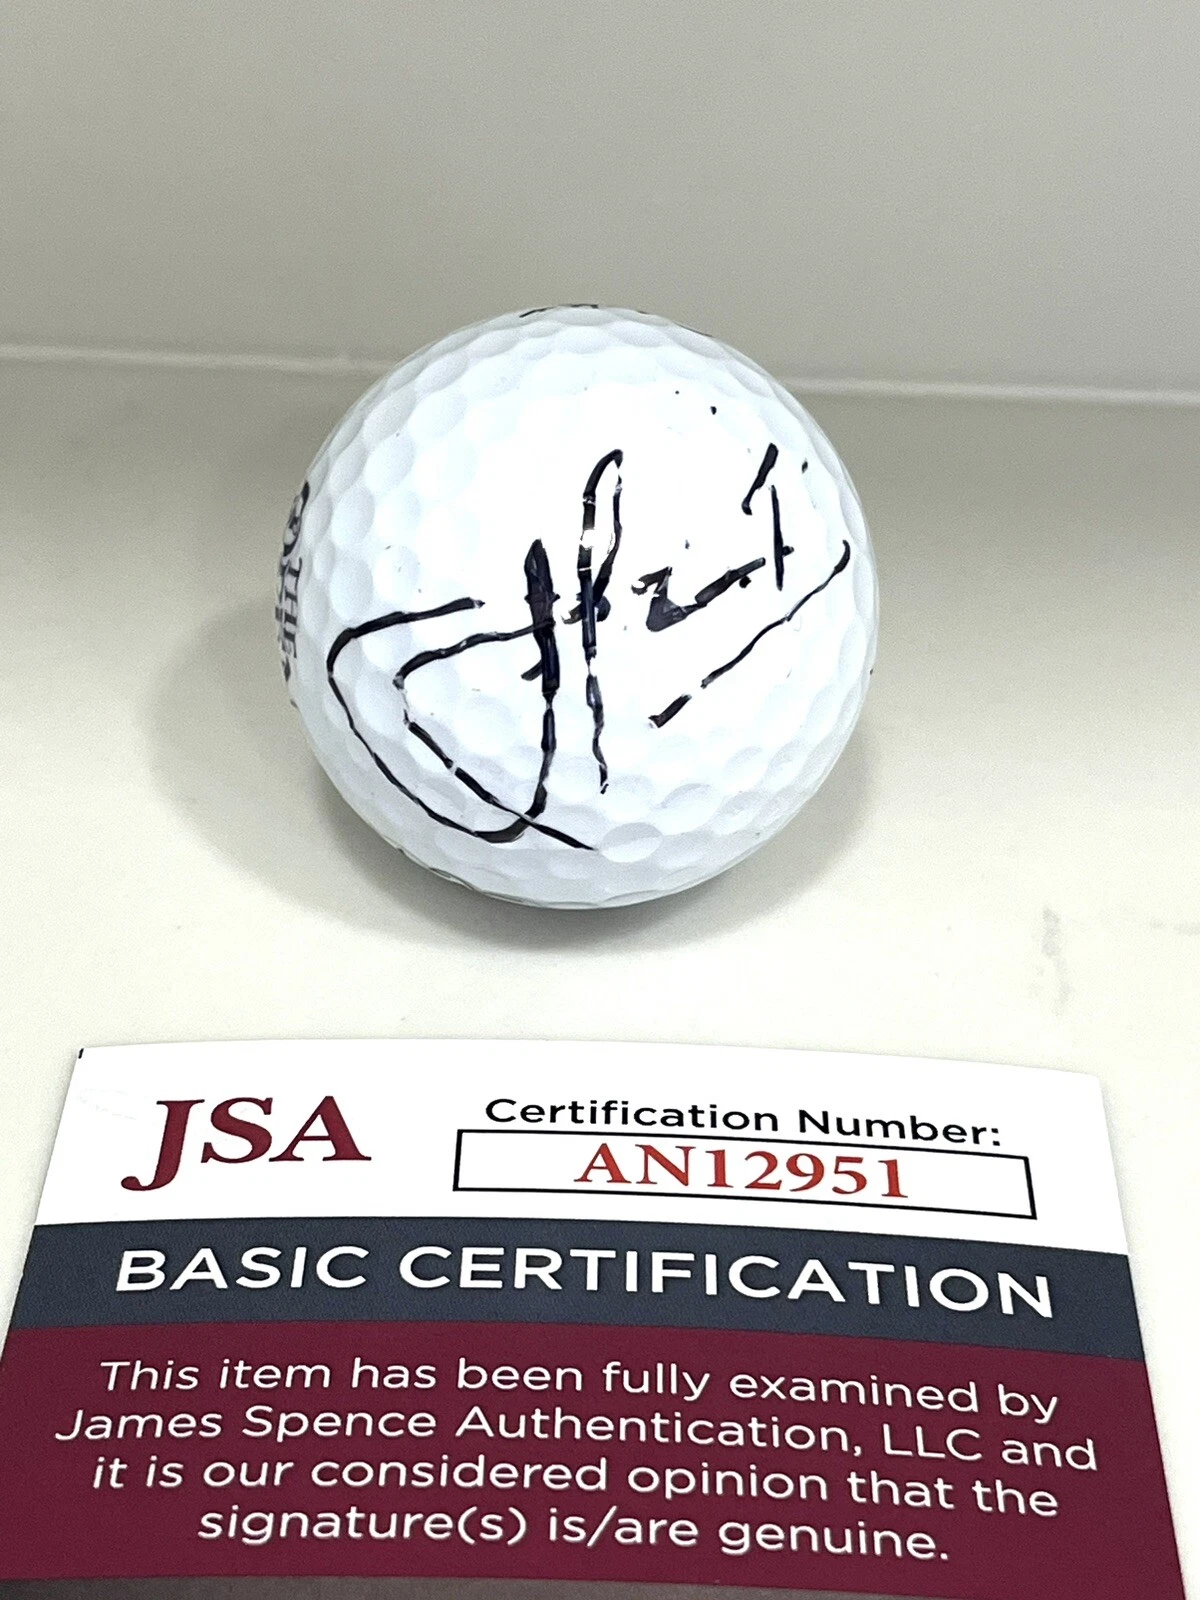 THE
JSA
Certification Number:
AN12951
BASIC CERTIFICATION
This item has been fully examined by
James Spence Authentication, LLC and
it is our considered opinion that the
signature(s) is/are genuine.